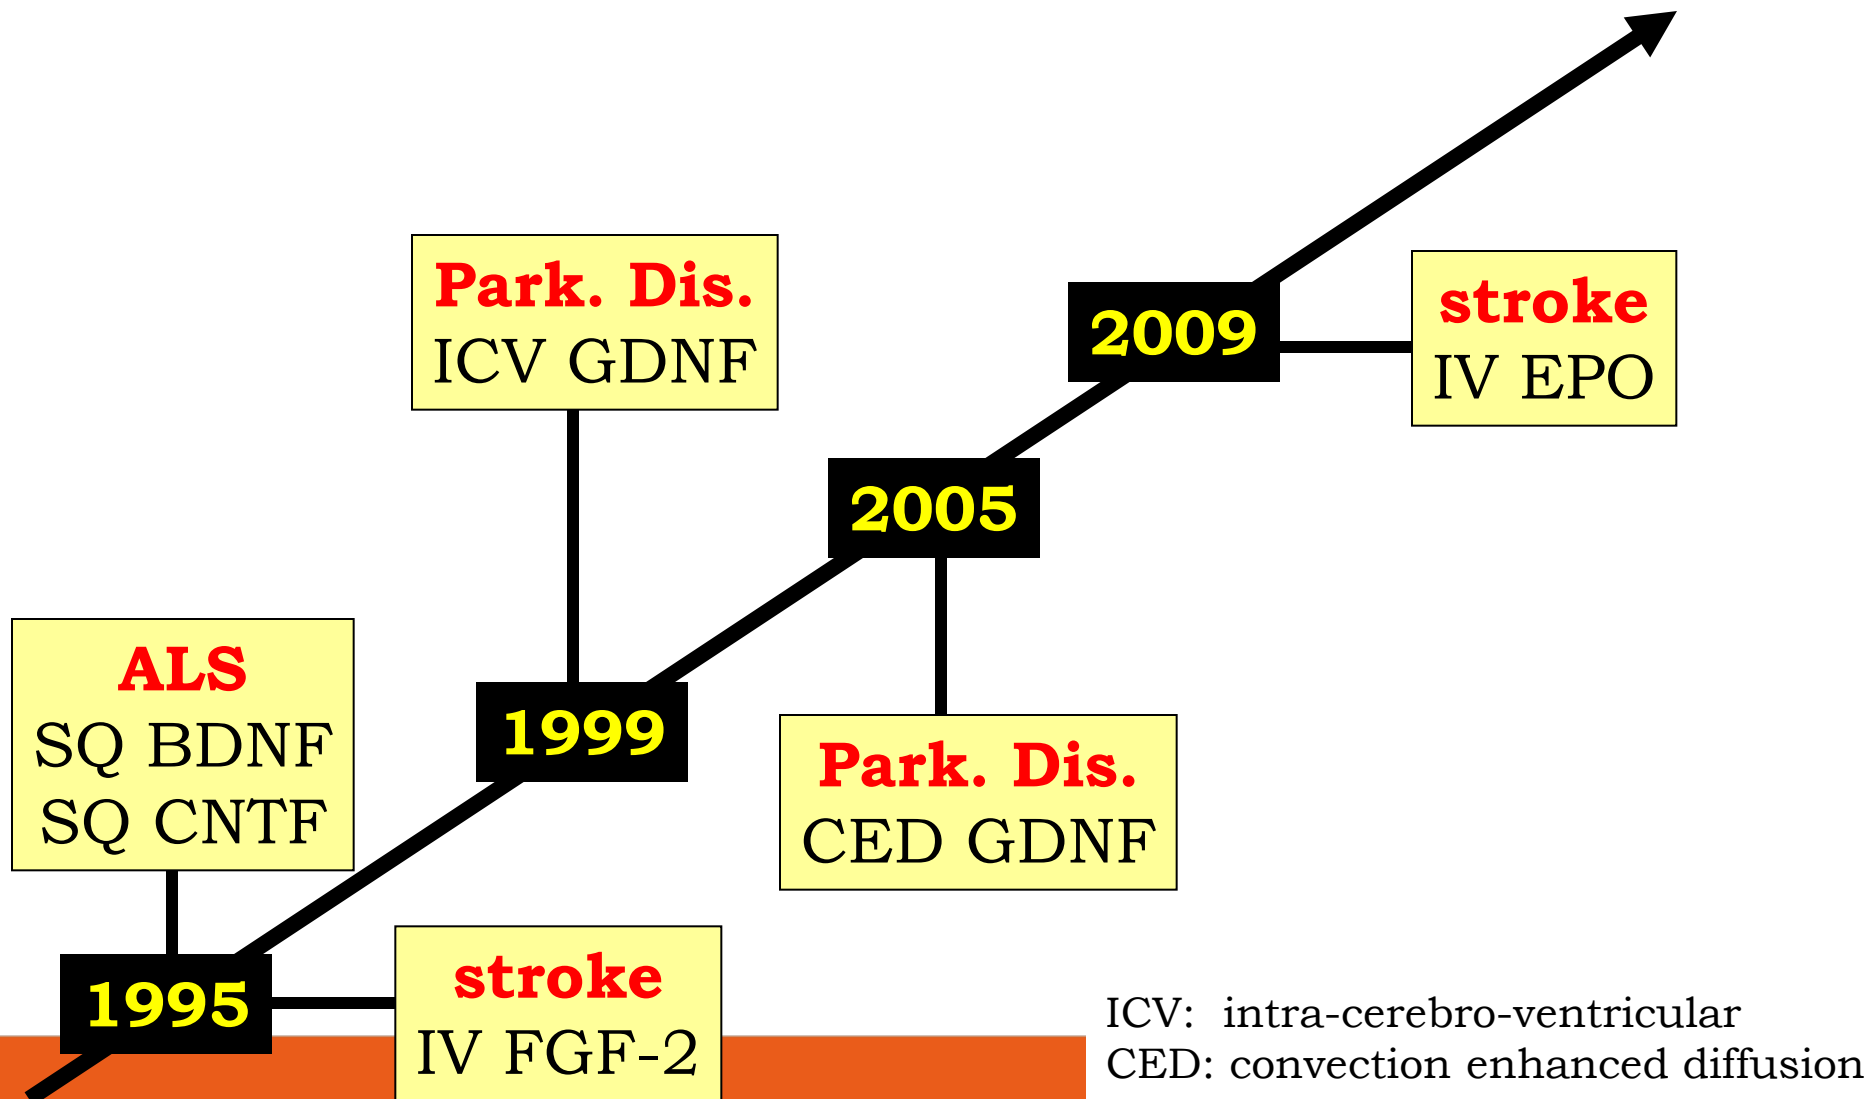 Park. Dis.
ICV GDNF
2009
stroke
IV EPO
2005
ALS
SQ BDNF
SQ CNTF
1999
Park. Dis.
CED GDNF
1995
stroke
IV FGF-2
ICV: intra-cerebro-ventricular
CED: convection enhanced diffusion